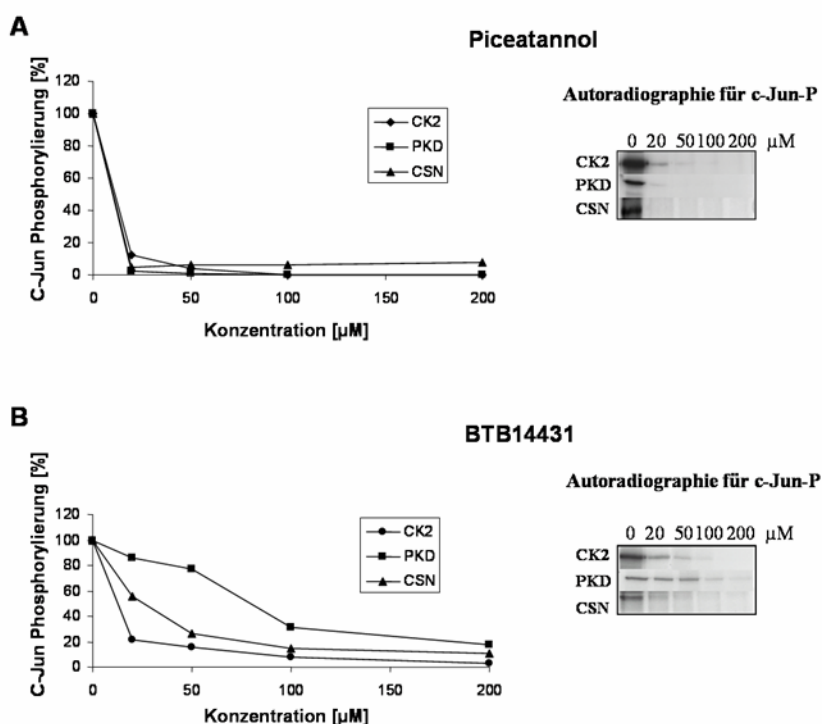 A
Piceatannol
C-Jun Phosphorylierung [%]
120
100
80
60
40
20
0
0 50 100 150 200
Konzentration [µM]
CK2
PKD
CSN
Autoradiographie für c-Jun-P
0 20 50 100 200 µM
CK2
PKD
CSN
B
BTB14431
C-Jun Phosphorylierung [%]
120
100
80
60
40
20
0
0 50 100 150 200
Konzentration [µM]
CK2
PKD
CSN
Autoradiographie für c-Jun-P
0 20 50 100 200 µM
CK2
PKD
CSN